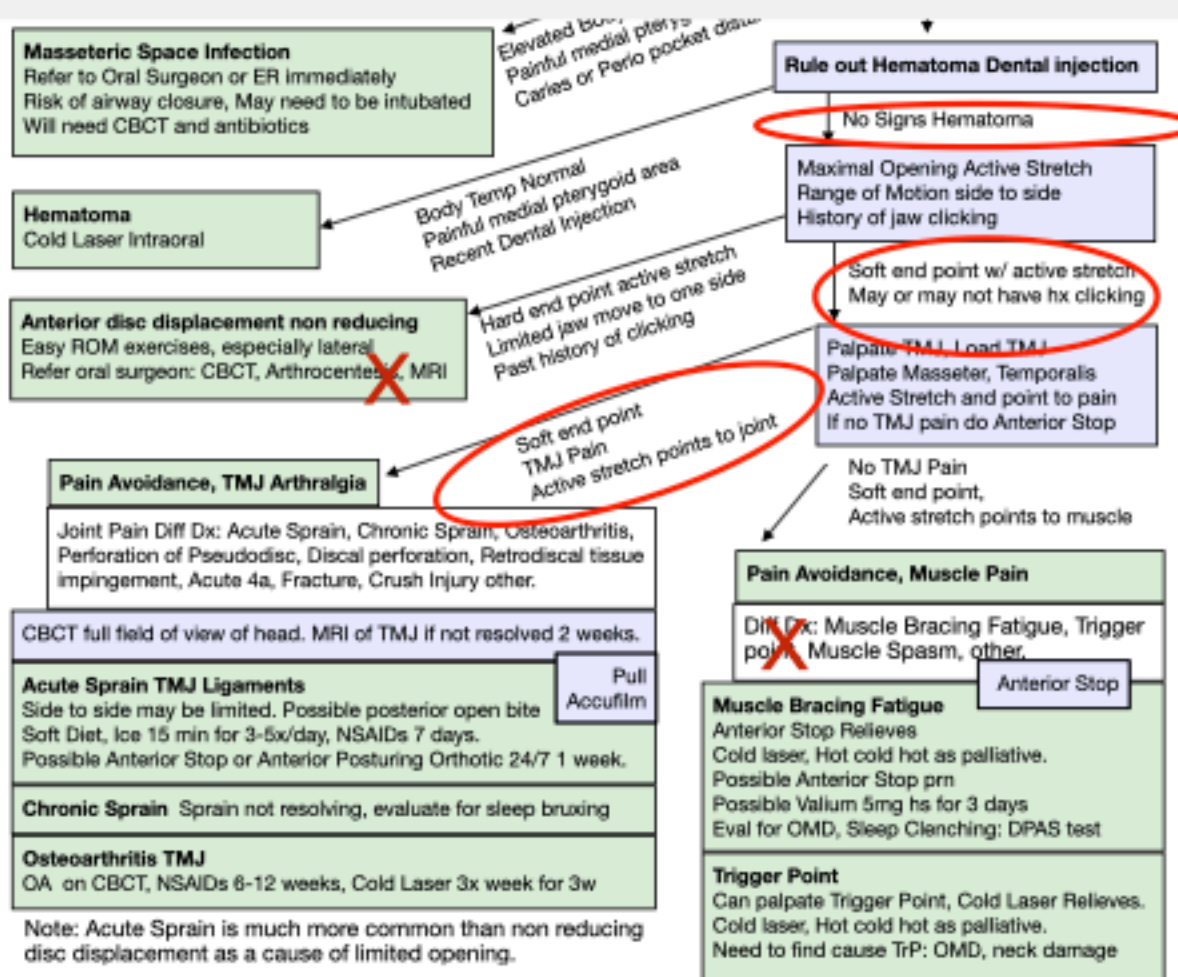 Elevated Bo
Painful medial pteryg
Caries or Perio pocket dista
Masseteric Space Infection
Refer to Oral Surgeon or ER immediately
Risk of airway closure, May need to be intubated
Will need CBCT and antibiotics
Rule out Hematoma Dental injection
No Signs Hematoma
Maximal Opening Active Stretch
Range of Motion side to side
History of jaw clicking
Body Temp Normal
Painful medial pterygoid area
Recent Dental Injection
Hematoma
Cold Laser Intraoral
Soft end point w/ active stretch
May or may not have hx clicking
Hard end point active stretch
Limited jaw move to one side
Past history of clicking
Anterior disc displacement non reducing
Easy ROM exercises, especially lateral
Refer oral surgeon: CBCT, Arthrocentesis, MRI
X
Palpate TMJ, Load TMJ
Palpate Masseter, Temporalis
Active Stretch and point to pain
If no TMJ pain do Anterior Stop
Soft end point
TMJ Pain
Active stretch points to joint
No TMJ Pain
Soft end point,
Active stretch points to muscle
Pain Avoidance, TMJ Arthralgia
Joint Pain Diff Dx: Acute Sprain, Chronic Sprain, Osteoarthritis,
Perforation of Pseudodisc, Discal perforation, Retrodiscal tissue
impingement, Acute 4a, Fracture, Crush Injury other.
CBCT full field of view of head. MRI of TMJ if not resolved 2 weeks.
Pull
Accufilm
Acute Sprain TMJ Ligaments
Side to side may be limited. Possible posterior open bite
Soft Diet, Ice 15 min for 3-5x/day, NSAIDs 7 days.
Possible Anterior Stop or Anterior Posturing Orthotic 24/7 1 week.
Chronic Sprain Sprain not resolving, evaluate for sleep bruxing
Osteoarthritis TMJ
OA on CBCT, NSAIDs 6-12 weeks, Cold Laser 3x week for 3w
Note: Acute Sprain is much more common than non reducing
disc displacement as a cause of limited opening.
Pain Avoidance, Muscle Pain
Diff Dx: Muscle Bracing Fatigue, Trigger
point, Muscle Spasm, other.
X
Anterior Stop
Muscle Bracing Fatigue
Anterior Stop Relieves
Cold laser, Hot cold hot as palliative.
Possible Anterior Stop prn
Possible Valium 5mg hs for 3 days
Eval for OMD, Sleep Clenching: DPAS test
Trigger Point
Can palpate Trigger Point, Cold Laser Relieves.
Cold laser, Hot cold hot as palliative.
Need to find cause TrP: OMD, neck damage